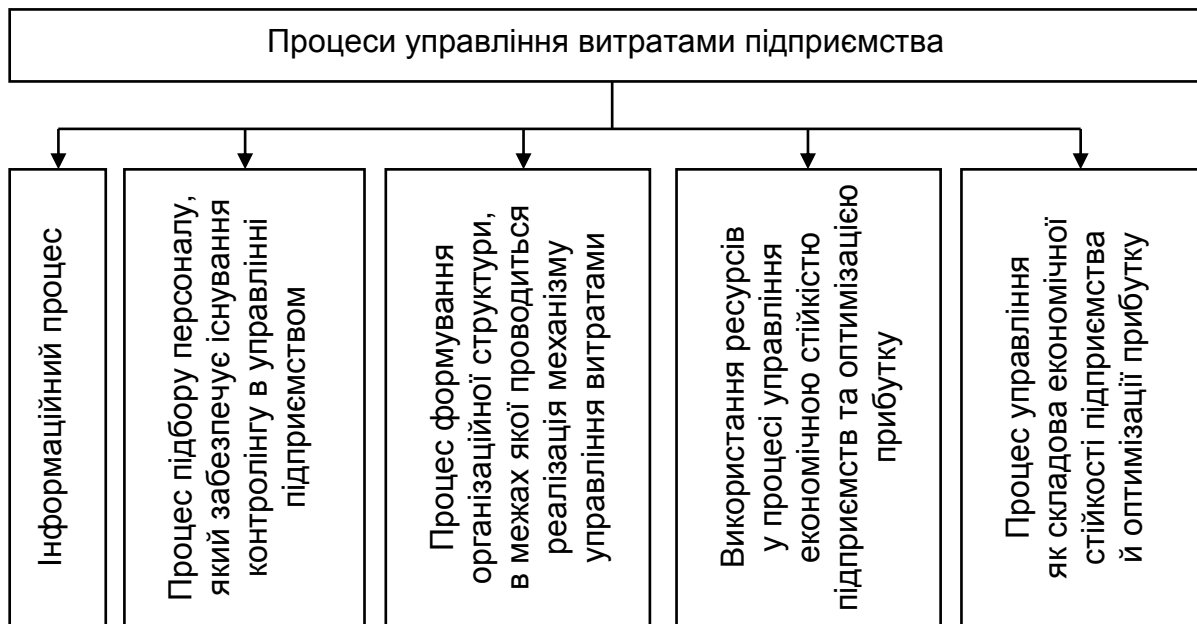 Процеси управління витратами підприємства
Інформаційний процес
Процес підбору персоналу,
який забезпечує існування
контролінгу в управлінні
підприємством
Процес формування
організаційної структури,
в межах якої проводиться
реалізація механізму
управління витратами
Використання ресурсів
у процесі управління
економічною стійкістю
підприємств та оптимізацією
прибутку
Процес управління
як складова економічної
стійкості підприємства
й оптимізації прибутку